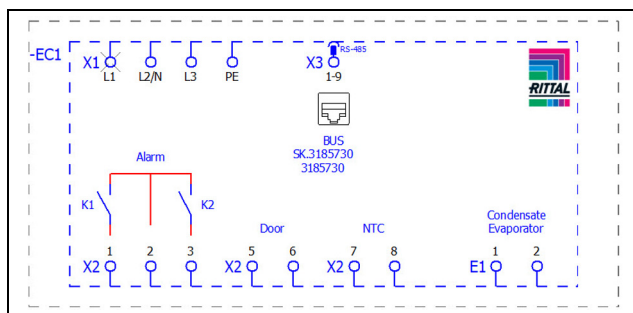 -EC1
X1
L1
L2/N
L3
PE
X3
RS-485
1-9
RITTAL
BUS
SK.3185730
3185730
Alarm
K1
K2
Door
NTC
Condensate
Evaporator
X2
1
2
3
X2
5
6
X2
7
8
E1
1
2